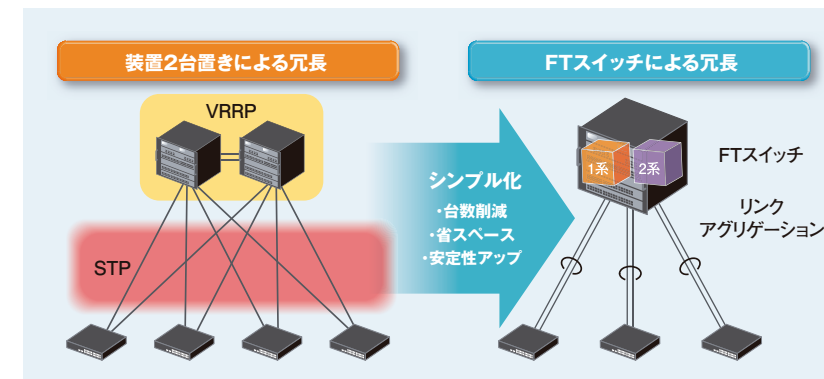 装置2台置きによる冗長
FTスイッチによる冗長
VRRP
STP
シンプル化
・台数削減
・省スペース
・安定性アップ
1系
2系
FTスイッチ
リンク
アグリゲーション